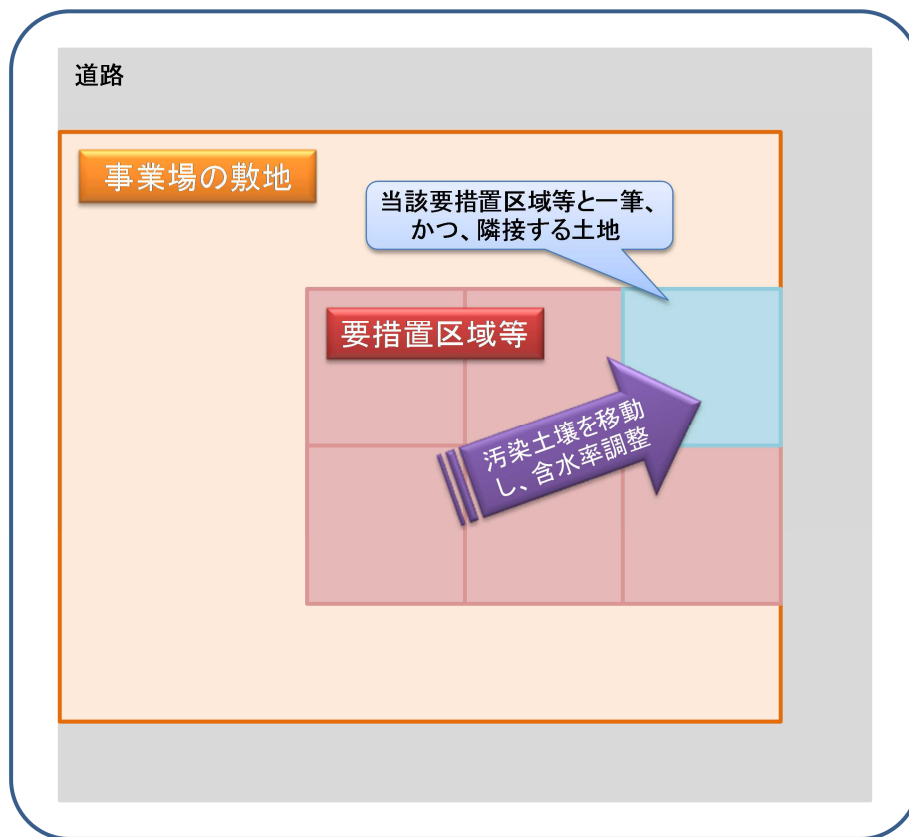 道路
事業場の敷地
当該要措置区域等と一筆、
かつ、隣接する土地
要措置区域等
汚染土壌を移動
し、含水率調整